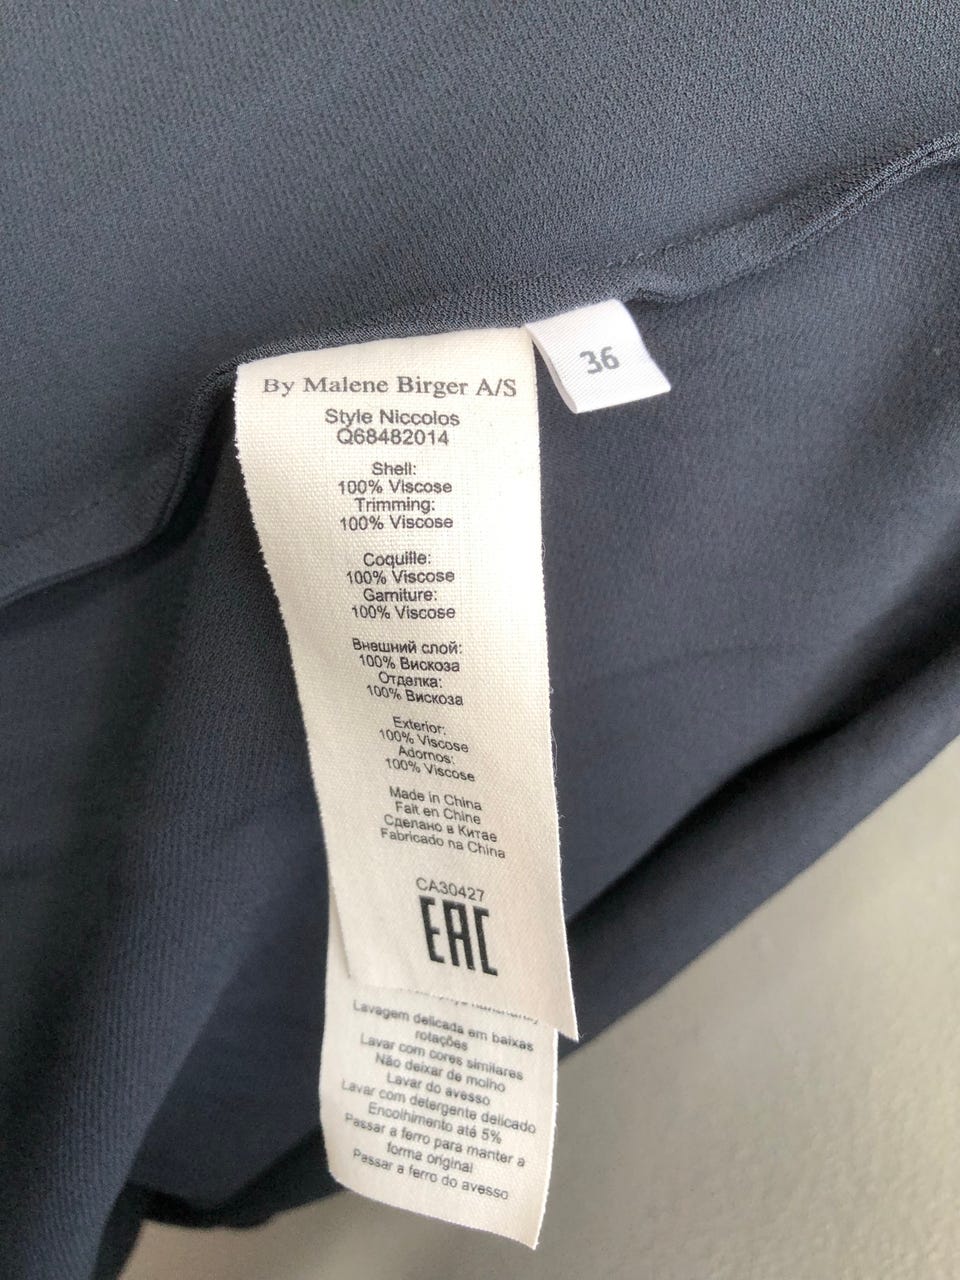 36
By Malene Birger A/S
Style Niccolos
Q68482014
Shell:
100% Viscose
Trimming:
100% Viscose
Coquille:
100% Viscose
Garniture:
100% Viscose
Внешний слой:
100% Вискоза
Отделка:
100% Вискоза
Exterior:
100% Viscose
Adornos:
100% Viscose
Made in China
Fait en Chine
Сделано в Китае
Fabricado na China
CA30427
EAC
Lavagem delicada em baixas
rotações
Lavar com cores similares
Não deixar de molho
Lavar do avesso
Lavar com detergente delicado
Encolhimento até 5%
Passar a ferro para manter a
forma original
Passar a ferro do avesso